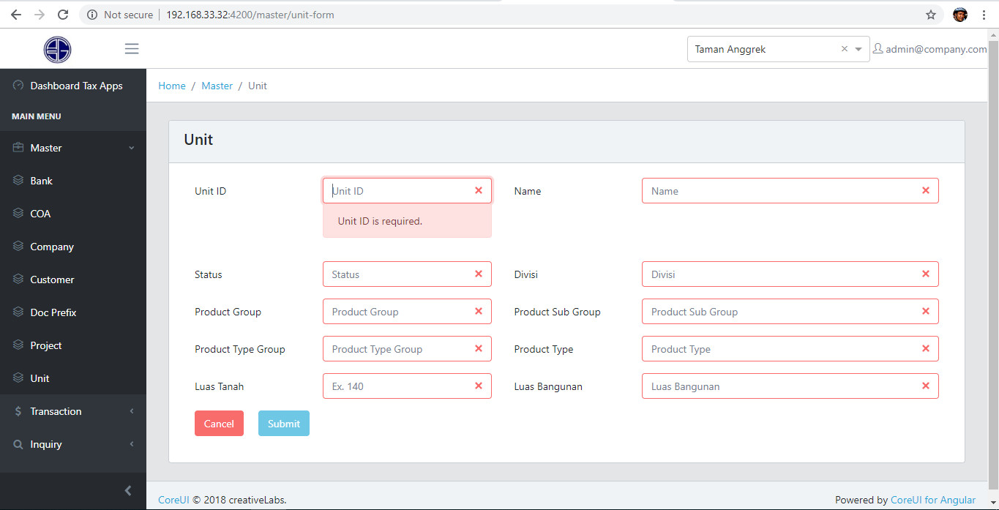 Not secure | 192.168.33.32:4200/master/unit-form
Taman Anggrek
admin@company.com
Dashboard Tax Apps
MAIN MENU
Master
Bank
COA
Company
Customer
Doc Prefix
Project
Unit
Transaction
Inquiry
Home / Master / Unit
Unit
Unit ID Unit ID Name Name
Unit ID is required.
Status Status Divisi Divisi
Product Group Product Group Product Sub Group Product Sub Group
Product Type Group Product Type Group Product Type Product Type
Luas Tanah Ex. 140 Luas Bangunan Luas Bangunan
Cancel Submit
CoreUI © 2018 creativeLabs. Powered by CoreUI for Angular